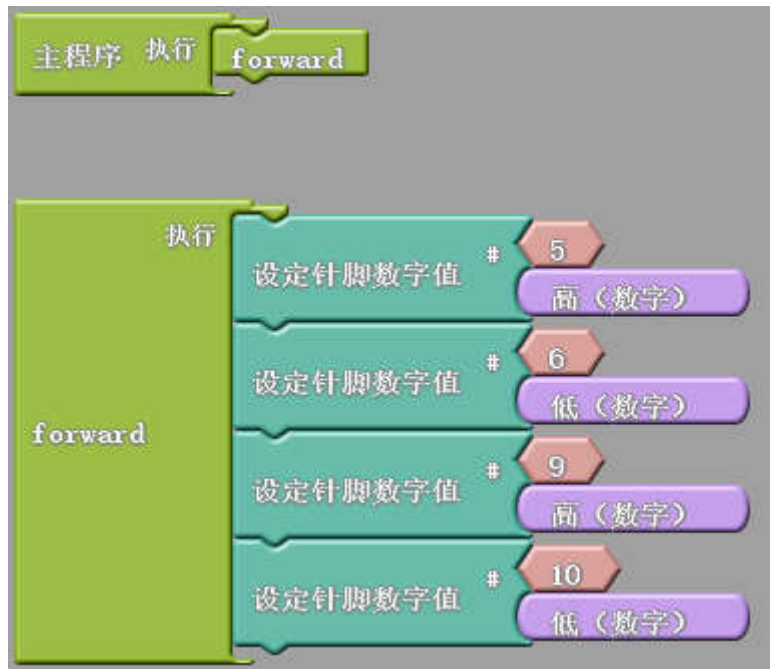 主程序 执行 forward
执行
forward
设定针脚数字值 # 5
高（数字）
设定针脚数字值 # 6
低（数字）
设定针脚数字值 # 9
高（数字）
设定针脚数字值 # 10
低（数字）